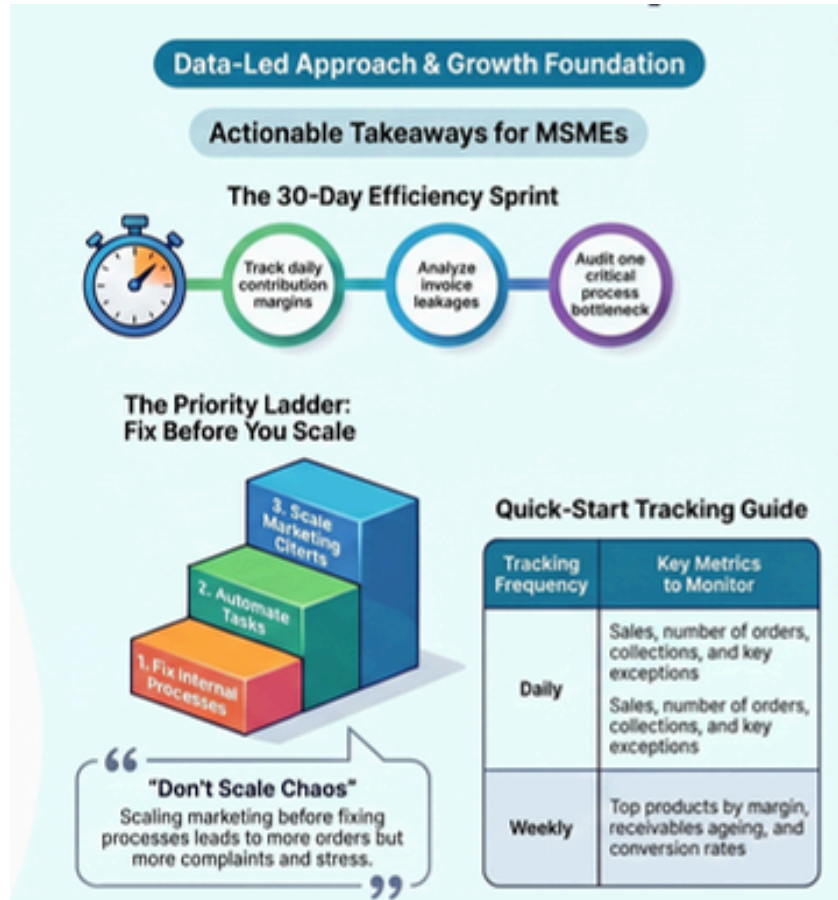 Data-Led Approach & Growth Foundation
Actionable Takeaways for MSMEs
The 30-Day Efficiency Sprint
Track daily
contribution
margins
Analyze
invoice
leakages
Audit one
critical
process
bottleneck
The Priority Ladder:
Fix Before You Scale
3. Scale
Marketing
Citerts
2. Automate
Tasks
1. Fix Internal
Processes
❝
"Don't Scale Chaos"
Scaling marketing before fixing
processes leads to more orders but
more complaints and stress.
❞
Quick-Start Tracking Guide
Tracking
Frequency
Key Metrics
to Monitor
Daily
Sales, number of orders,
collections, and key
exceptions
Sales, number of orders,
collections, and key
exceptions
Weekly
Top products by margin,
receivables ageing, and
conversion rates